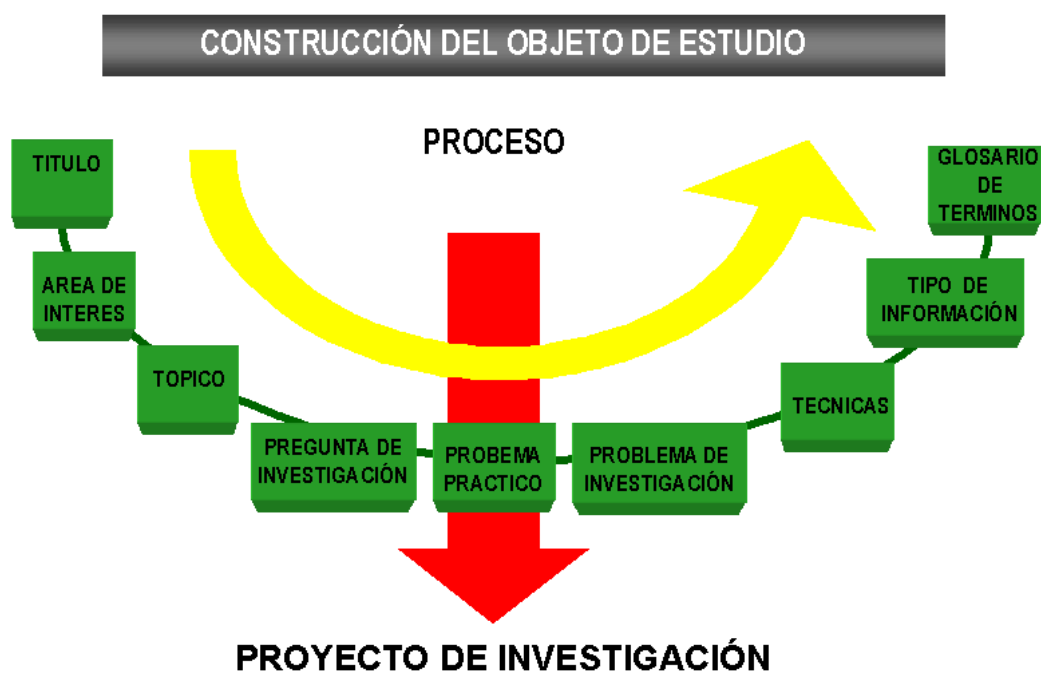 CONSTRUCCIÓN DEL OBJETO DE ESTUDIO
PROCESO
TITULO
AREA DE
INTERES
TOPICO
PREGUNTA DE
INVESTIGACIÓN
PROBEMA
PRACTICO
PROBLEMA DE
INVESTIGACIÓN
TECNICAS
TIPO DE
INFORMACIÓN
GLOSARIO
DE
TERMINOS
PROYECTO DE INVESTIGACIÓN